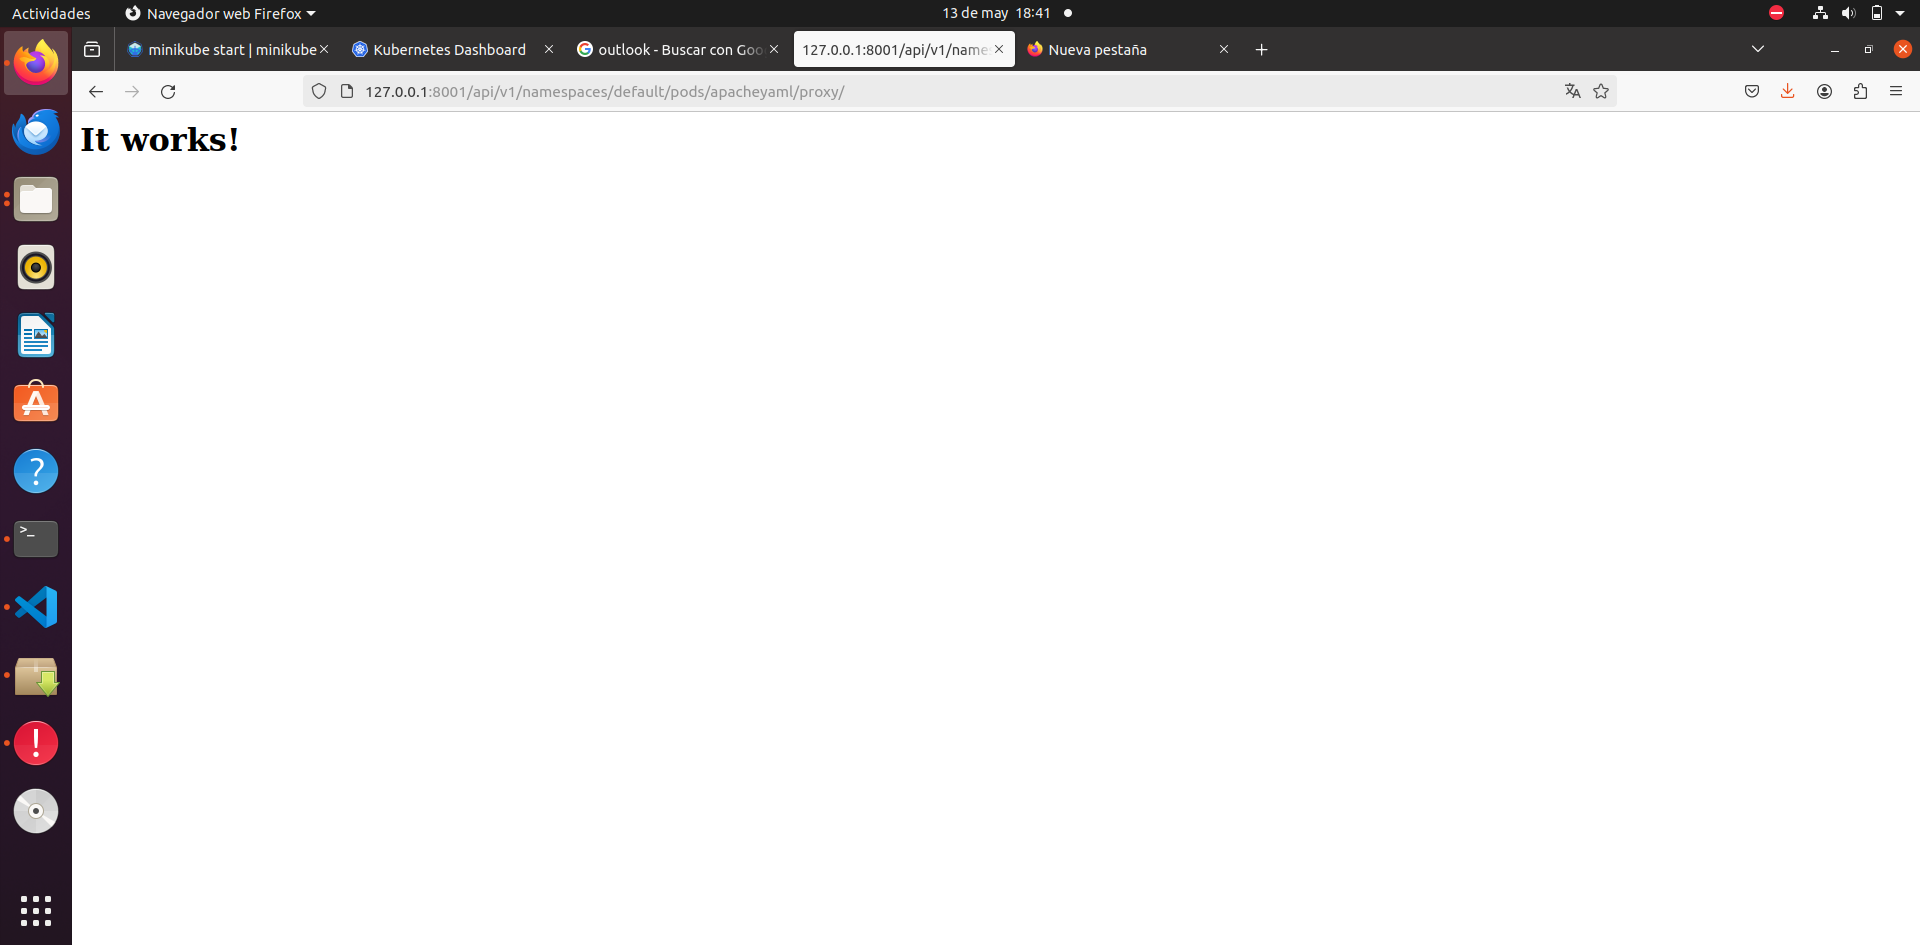 Actividades Navegador web Firefox 13 de may 18:41
minikube start | minikube Kubernetes Dashboard outlook - Buscar con Goo 127.0.0.1:8001/api/v1/name Nueva pestaña
127.0.0.1:8001/api/v1/namespaces/default/pods/apacheyaml/proxy/
It works!